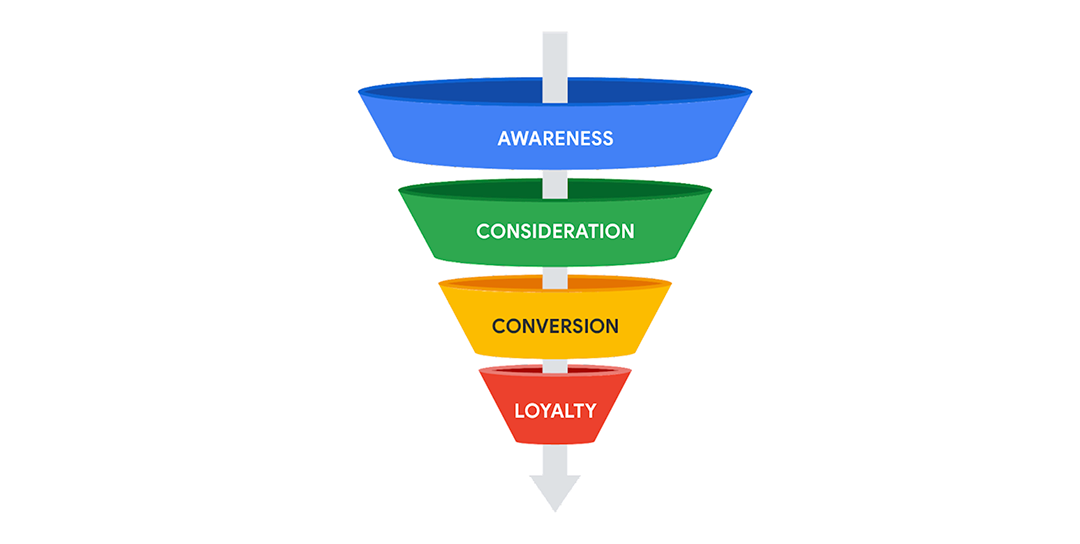 AWARENESS
CONSIDERATION
CONVERSION
LOYALTY